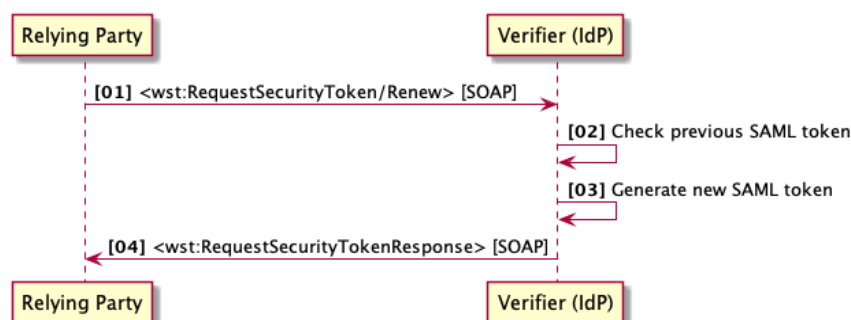 Relying Party
Verifier (IdP)
[01] <wst:RequestSecurityToken/Renew> [SOAP]
[02] Check previous SAML token
[03] Generate new SAML token
[04] <wst:RequestSecurityTokenResponse> [SOAP]
Relying Party
Verifier (IdP)